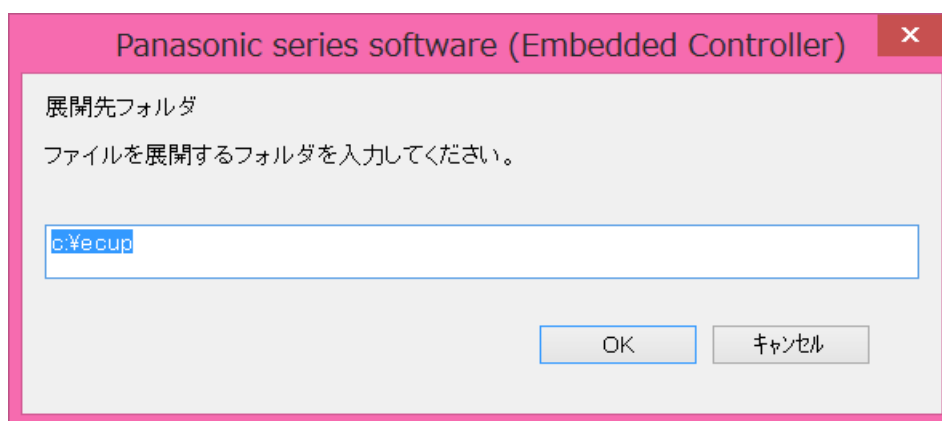 Panasonic series software (Embedded Controller)
x
展開先フォルダ
ファイルを展開するフォルダを入力してください。
c:¥ecup
OK
キャンセル